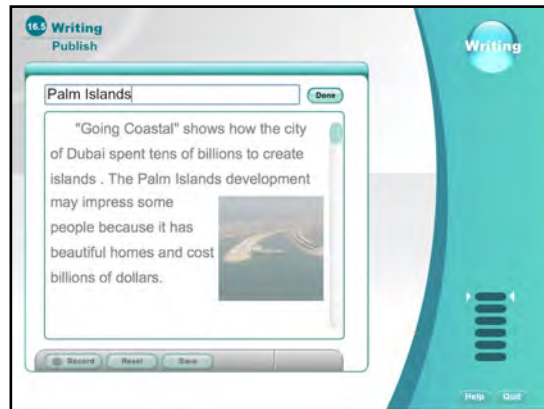 16.5 Writing
Publish
Writing
Palm Islands
Done
"Going Coastal" shows how the city
of Dubai spent tens of billions to create
islands . The Palm Islands development
may impress some
people because it has
beautiful homes and cost
billions of dollars.
Record Reset Save
Help Quit